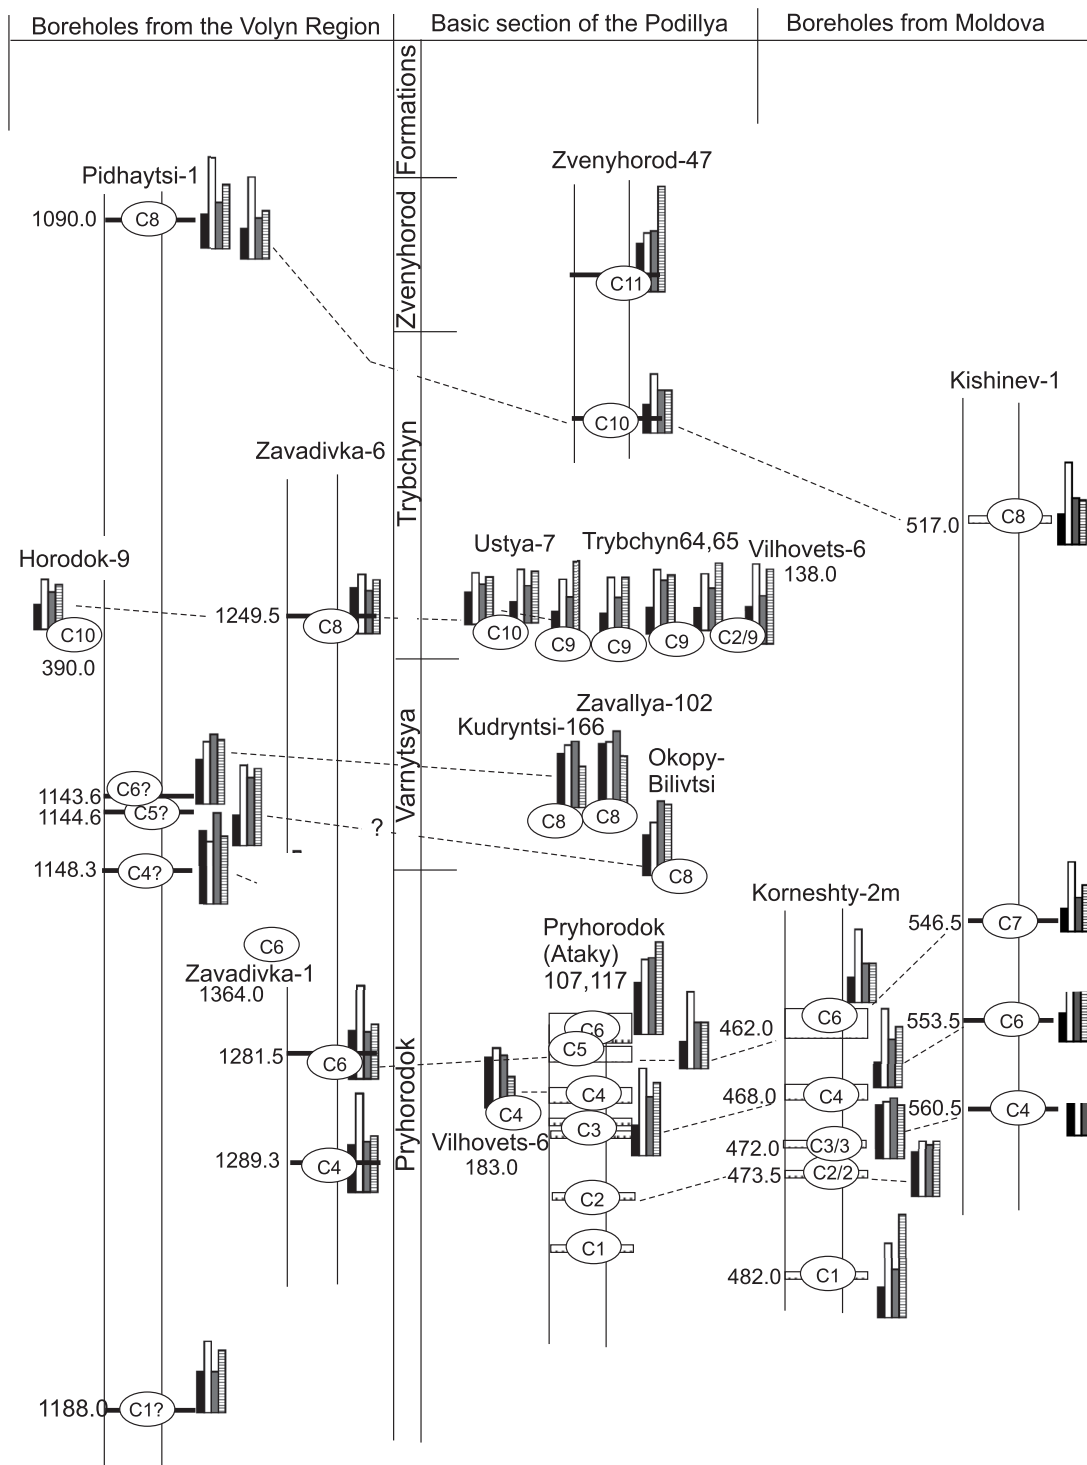 Boreholes from the Volyn Region
Basic section of the Podillya
Boreholes from Moldova
Formations
Zvenyhorod
Trybchyn
Varnytsya
Pryhorodok
Pidhaytsi-1
1090.0
C8
Zvenyhorod-47
C11
C10
Kishinev-1
517.0
C8
Zavadivka-6
Horodok-9
C10
390.0
1249.5
C8
Ustya-7
Trybchyn64,65
Vilhovets-6
138.0
C10
C9
C9
C9
C2/9
Zavallya-102
Kudryntsi-166
Okopy-
Bilivtsi
C8
C8
C8
C6?
1143.6
C5?
1144.6
?
1148.3
C4?
C6
Zavadivka-1
1364.0
1281.5
C6
1289.3
C4
1188.0
C1?
Pryhorodok
(Ataky)
107,117
C6
C5
C4
C4
C3
Vilhovets-6
183.0
C2
C1
Korneshty-2m
462.0
C6
468.0
C4
472.0
C3/3
473.5
C2/2
482.0
C1
546.5
C7
553.5
C6
560.5
C4